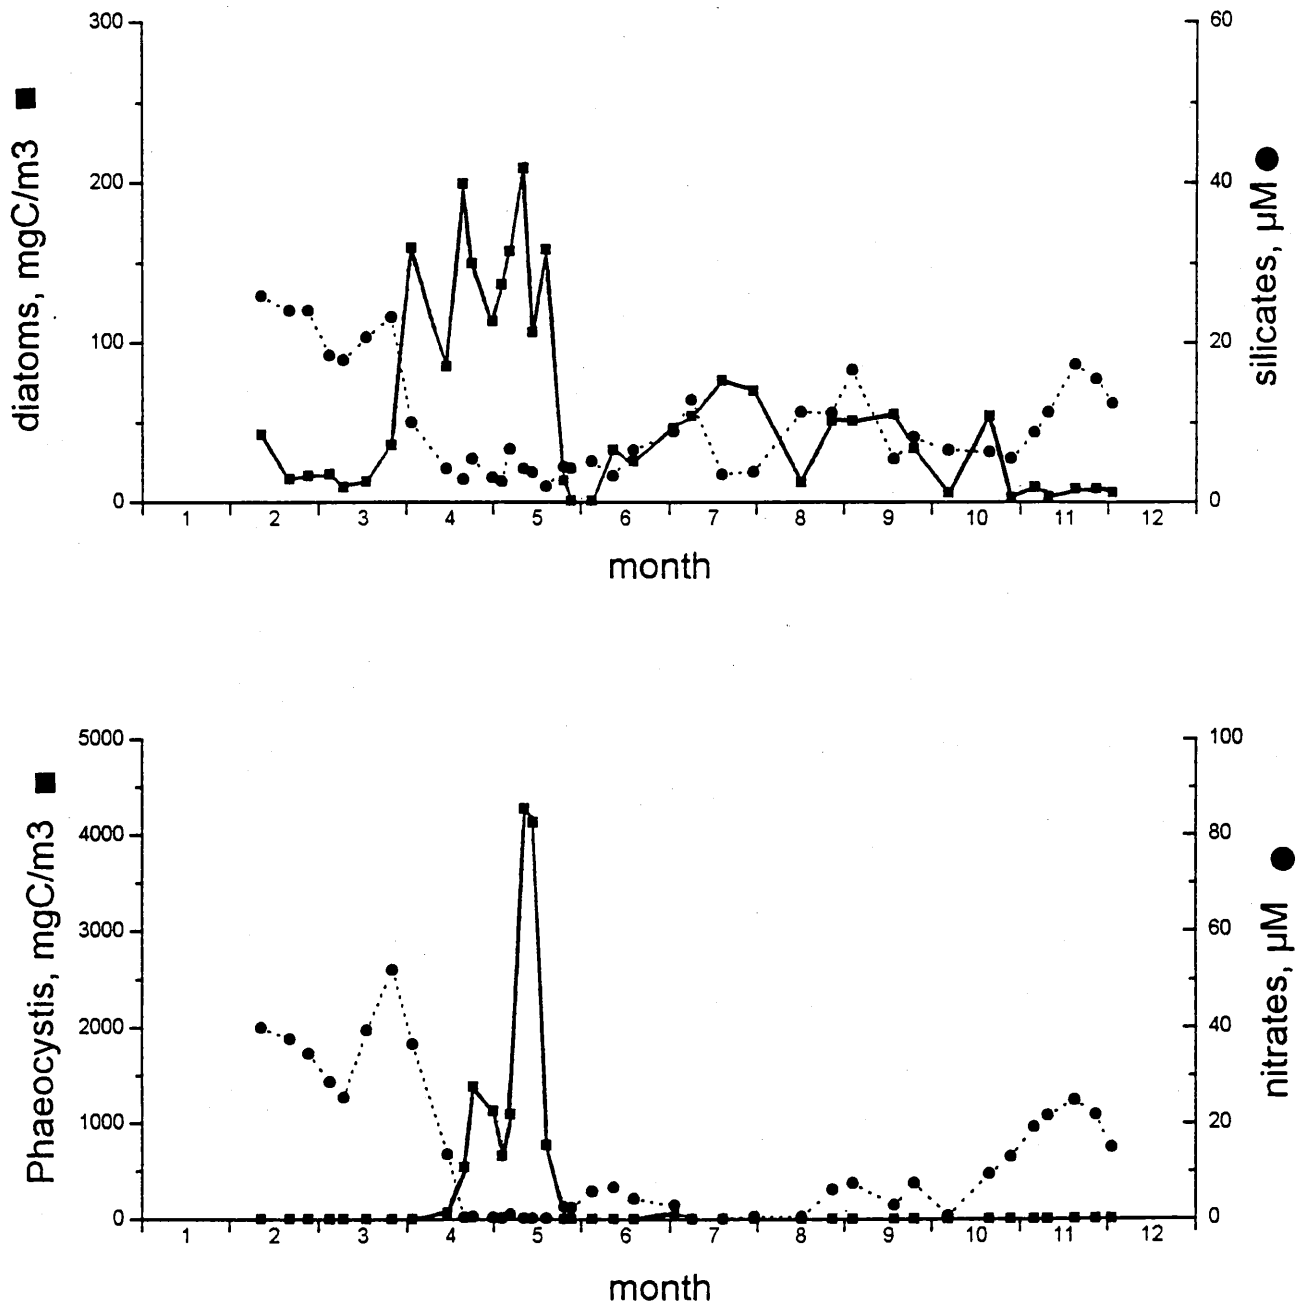 300
200
100
0
diatoms, mgC/m3
60
40
20
0
silicates, µM
1 2 3 4 5 6 7 8 9 10 11 12
month
5000
4000
3000
2000
1000
0
Phaeocystis, mgC/m3
100
80
60
40
20
0
nitrates, µM
1 2 3 4 5 6 7 8 9 10 11 12
month